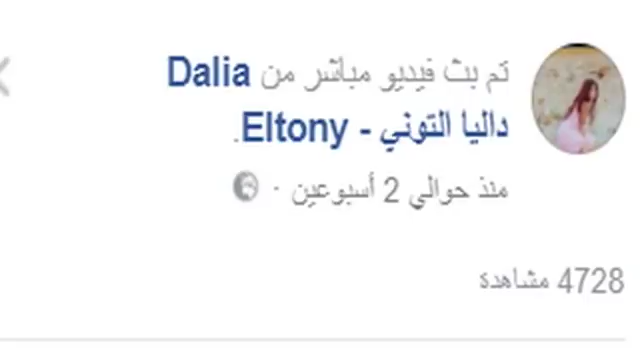 تم بث فيديو مباشر من Dalia
Eltony - داليا التوني.
منذ حوالي 2 أسبوعين ·
4728 مشاهدة